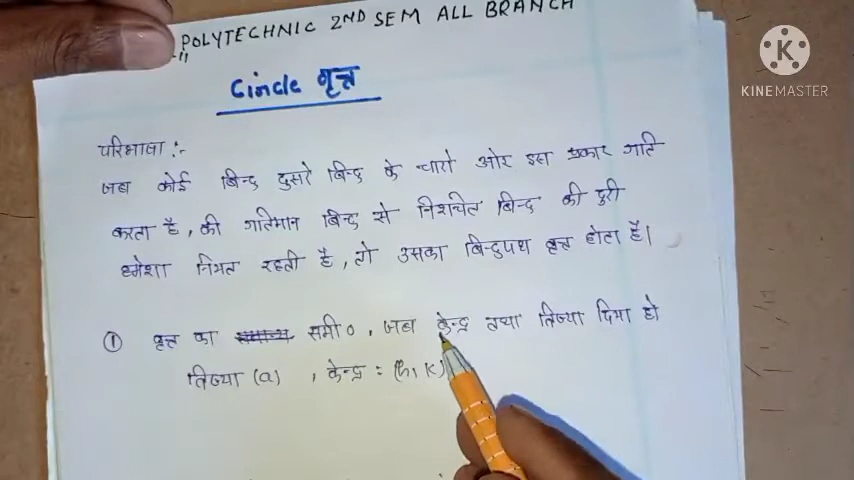 POLYTECHNIC 2ND SEM ALL BRANCH
Circle वृत्त
KINEMASTER
परिभाषा :-
जब कोई बिन्दु दुसरे बिन्दु के चारो ओर इस प्रकार गति
करता है, की गतिमान बिन्दु से निशचित बिन्दु की दुरी
हमेशा नियत रहती है, तो उसका बिन्दुपथ वृत्त होता है।
① वृत्त का समी०, जब केन्द्र तथा त्रिज्या दिया हो
त्रिज्या (a) , केन्द्र : (h, k)